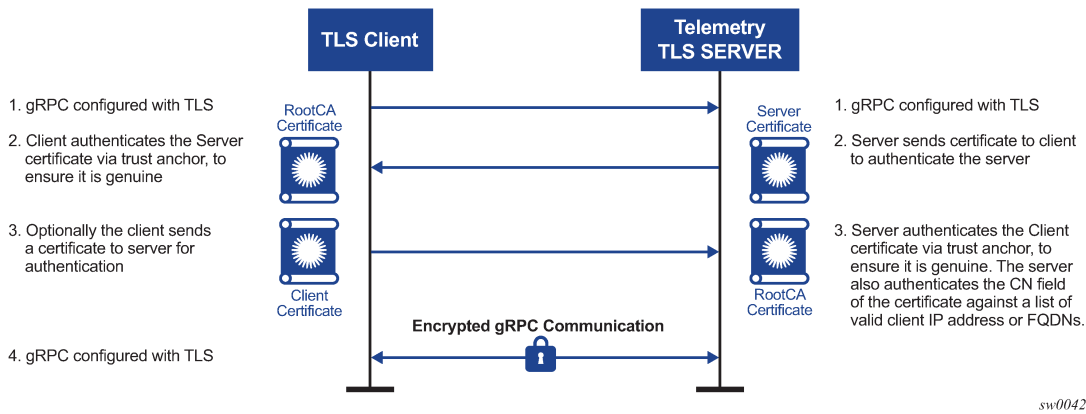 TLS Client
Telemetry
TLS SERVER
1. gRPC configured with TLS
RootCA
Certificate
Server
Certificate
1. gRPC configured with TLS
2. Client authenticates the Server
certificate via trust anchor, to
ensure it is genuine
2. Server sends certificate to client
to authenticate the server
3. Optionally the client sends
a certificate to server for
authentication
Client
Certificate
RootCA
Certificate
3. Server authenticates the Client
certificate via trust anchor, to
ensure it is genuine. The server
also authenticates the CN field
of the certificate against a list of
valid client IP address or FQDNs.
Encrypted gRPC Communication
4. gRPC configured with TLS
sw0042